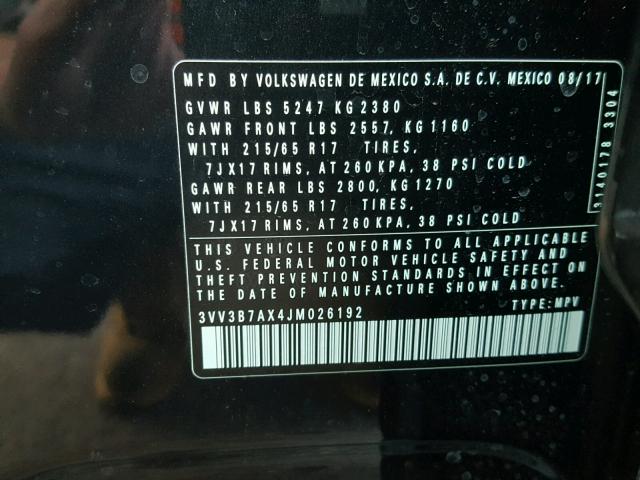 MFD BY VOLKSWAGEN DE MEXICO S.A. DE C.V. MEXICO 08/17
GVWR LBS 5247 KG 2380
GAWR FRONT LBS 2557, KG 1160
WITH 215/65 R17 TIRES,
7JX17 RIMS, AT 260 KPA, 38 PSI COLD
GAWR REAR LBS 2800, KG 1270
WITH 215/65 R17 TIRES,
7JX17 RIMS, AT 260 KPA, 38 PSI COLD
THIS VEHICLE CONFORMS TO ALL APPLICABLE
U.S. FEDERAL MOTOR VEHICLE SAFETY AND
THEFT PREVENTION STANDARDS IN EFFECT ON
THE DATE OF MANUFACTURE SHOWN ABOVE.
3VV3B7AX4JM026192 TYPE: MPV
3140178 3304